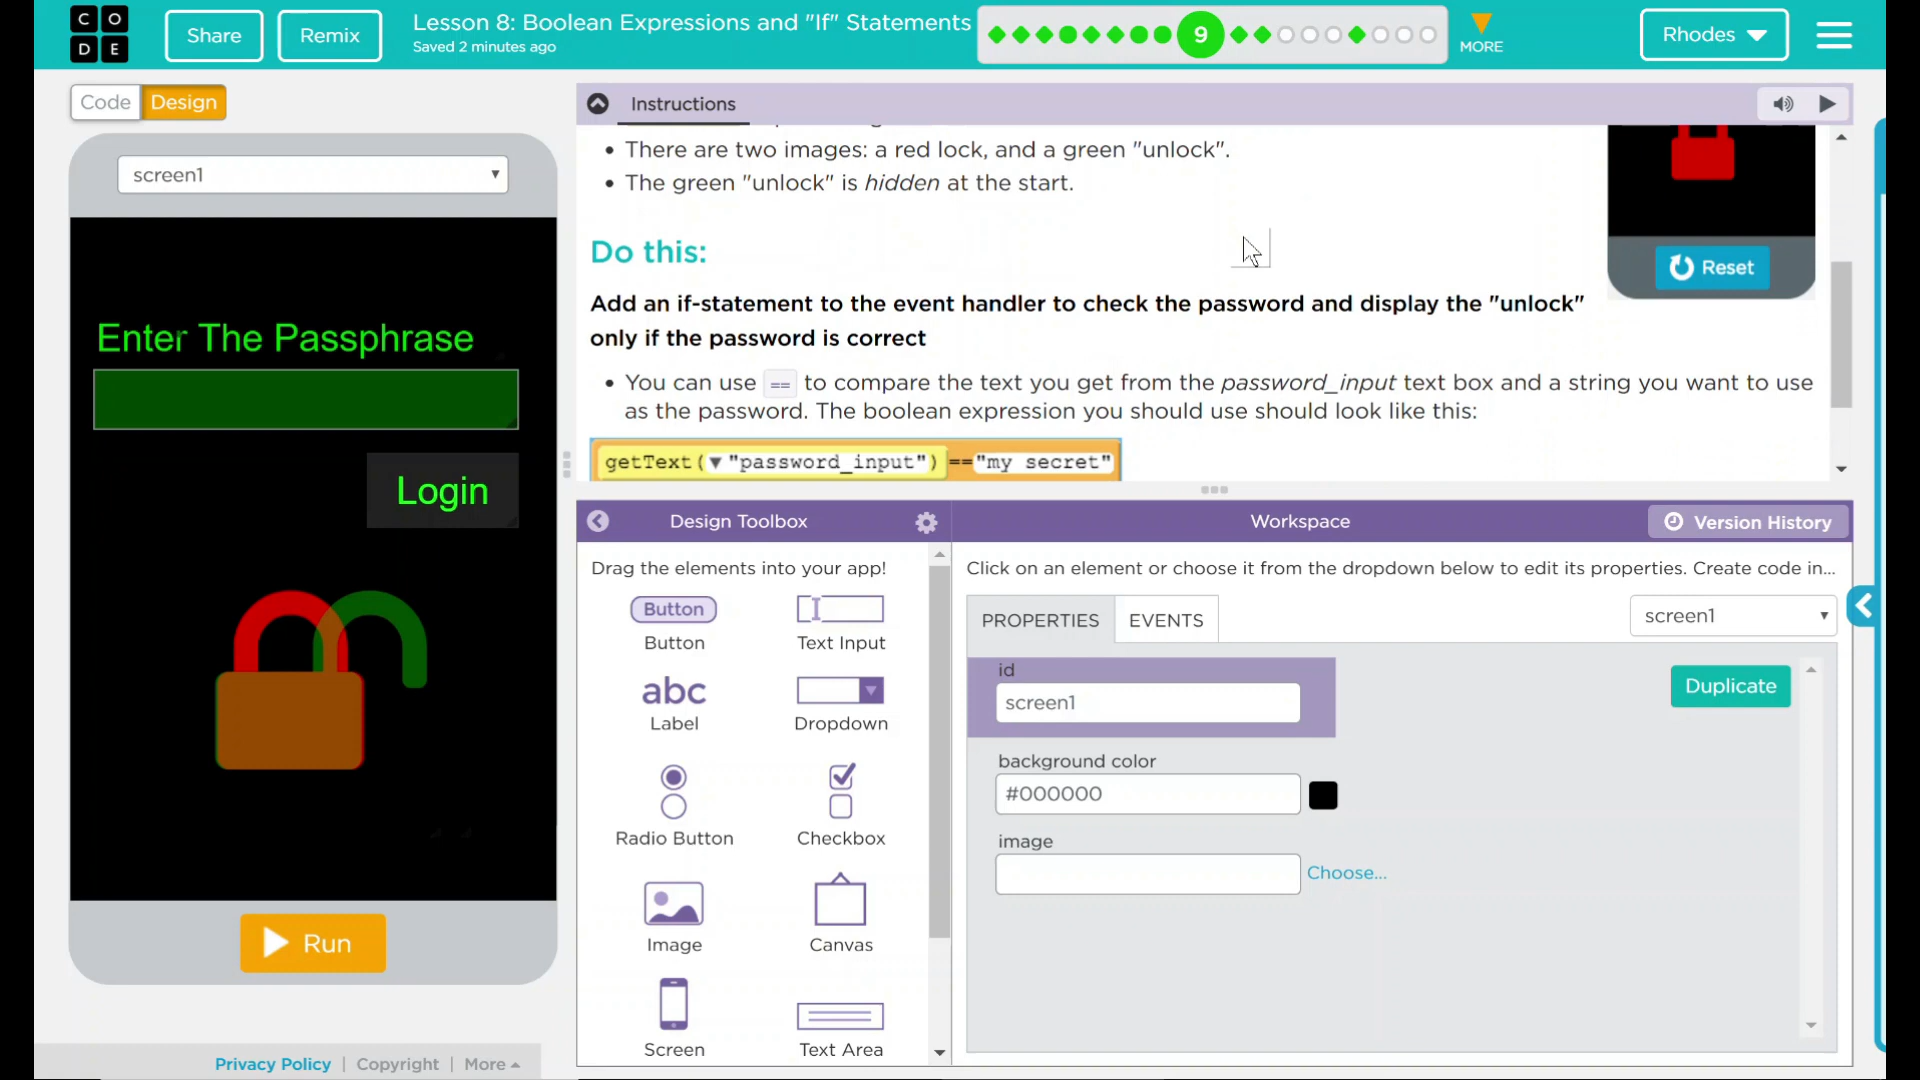 C O
D E
Share
Remix
Lesson 8: Boolean Expressions and "If" Statements
Saved 2 minutes ago
9
MORE
Rhodes
Code
Design
screen1
Enter The Passphrase
Login
Run
Privacy Policy | Copyright | More
Instructions
There are two images: a red lock, and a green "unlock".
The green "unlock" is hidden at the start.
Reset
Do this:
Add an if-statement to the event handler to check the password and display the "unlock"
only if the password is correct
You can use == to compare the text you get from the password_input text box and a string you want to use
as the password. The boolean expression you should use should look like this:
getText(▼"password_input")=="my secret"
Design Toolbox
Workspace
Version History
Drag the elements into your app!
Button
Button
Text Input
abc
Label
Dropdown
Radio Button
Checkbox
Image
Canvas
Screen
Text Area
Click on an element or choose it from the dropdown below to edit its properties. Create code in...
PROPERTIES
EVENTS
screen1
id
screen1
Duplicate
background color
#000000
image
Choose...